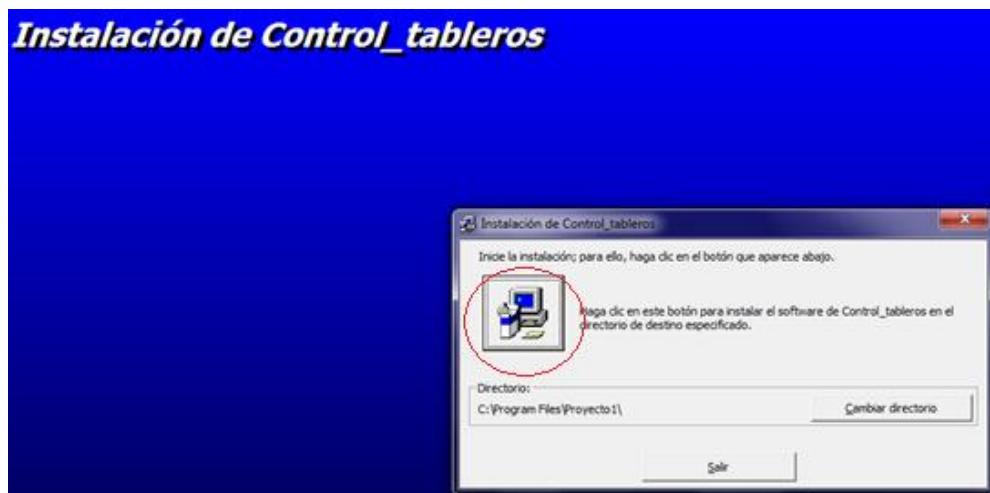 Instalación de Control_tableros
Instalación de Control_tableros
Inicie la instalación; para ello, haga clic en el botón que aparece abajo.
Haga clic en este botón para instalar el software de Control_tableros en el
directorio de destino especificado.
Directorio:
C:\Program Files\Proyecto1\
Cambiar directorio
Salir